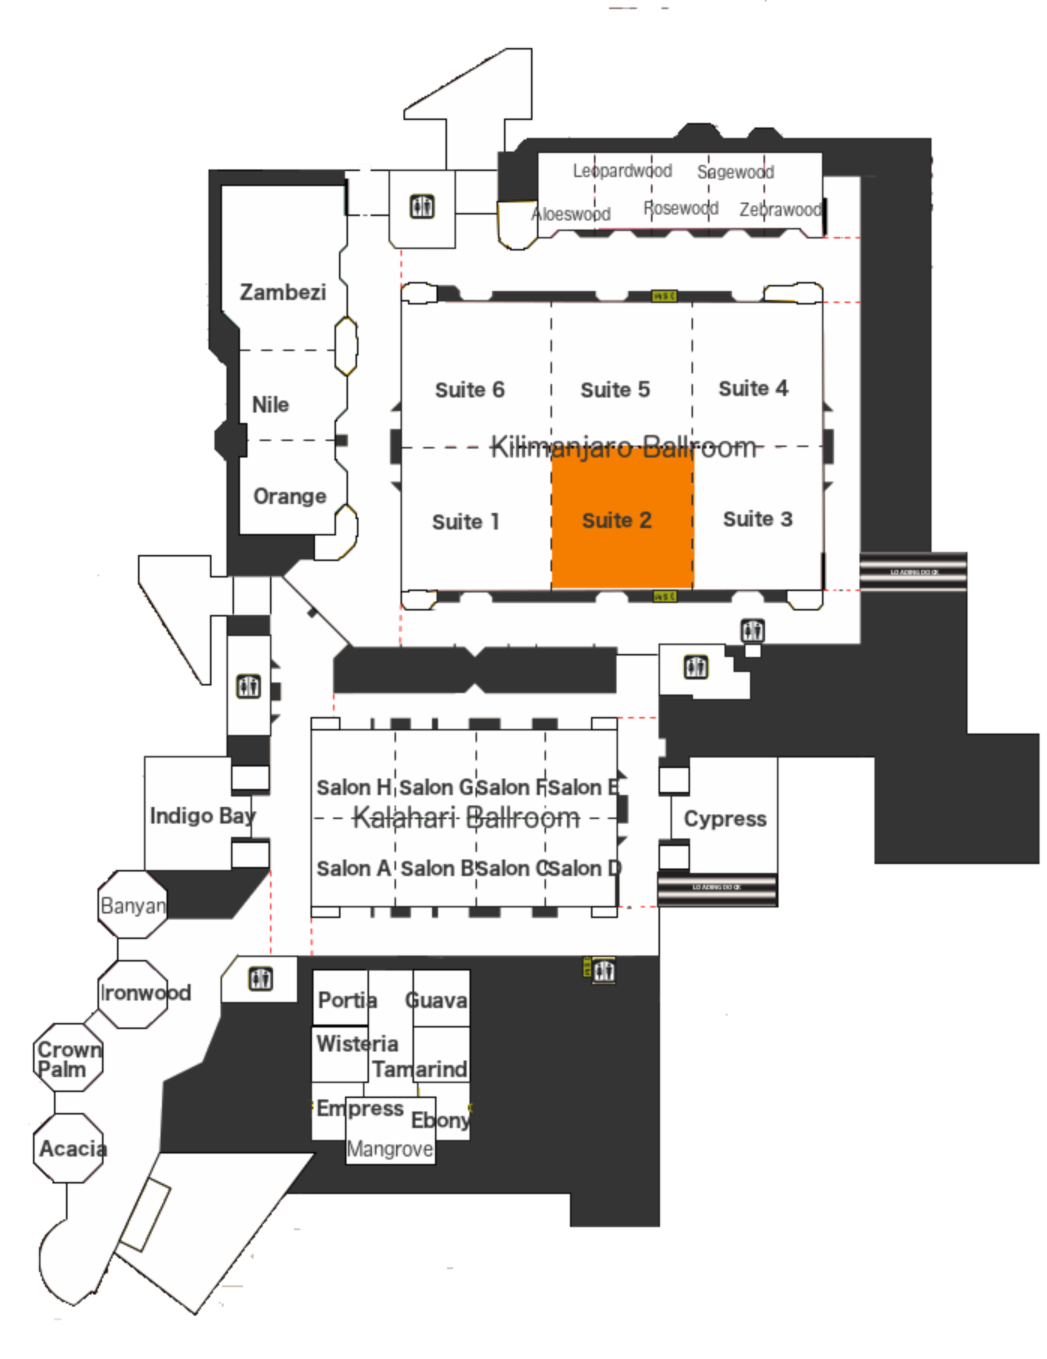 Leopardwood
Sagewood
Aloeswood
Rosewood
Zebrawood
Zambezi
Nile
Orange
Suite 6
Suite 5
Suite 4
Kilimanjaro Ballroom
Suite 1
Suite 2
Suite 3
LOADING DOCK
Salon H
Salon G
Salon F
Salon E
Indigo Bay
Kalahari Ballroom
Cypress
Salon A
Salon B
Salon C
Salon D
LOADING DOCK
Banyan
Ironwood
Portia
Guava
Crown
Palm
Wisteria
Tamarind
Empress
Ebony
Acacia
Mangrove